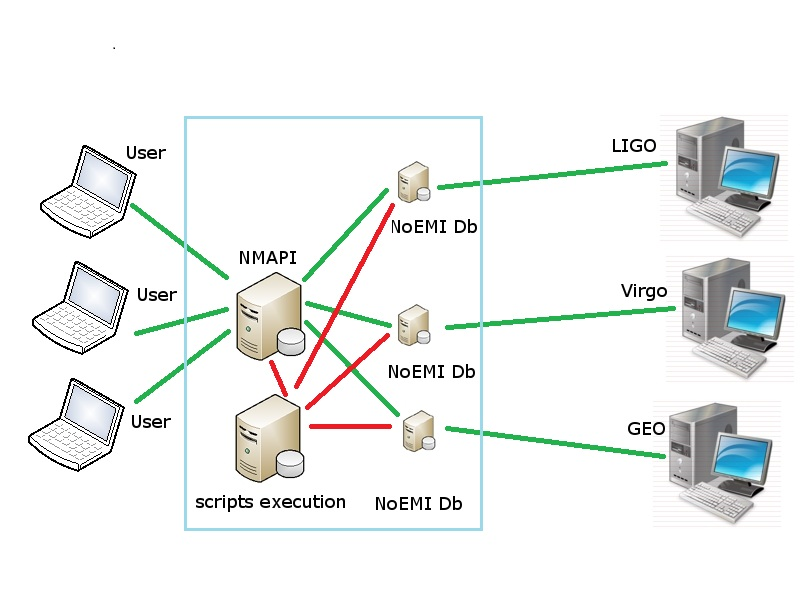 User
LIGO
NoEMI Db
NMAPI
User
Virgo
NoEMI Db
User
GEO
scripts execution
NoEMI Db